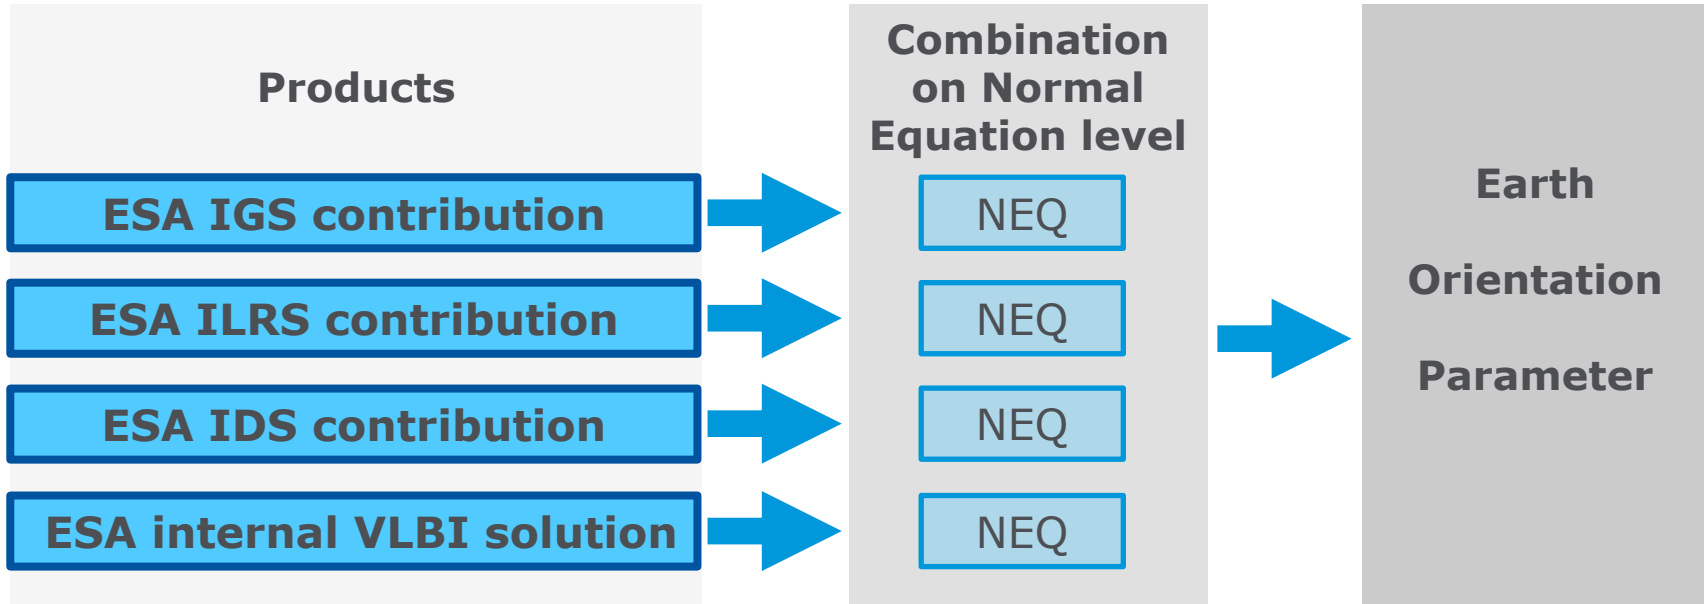 Products
ESA IGS contribution
ESA ILRS contribution
ESA IDS contribution
ESA internal VLBI solution
Combination
on Normal
Equation level
NEQ
NEQ
NEQ
NEQ
Earth
Orientation
Parameter